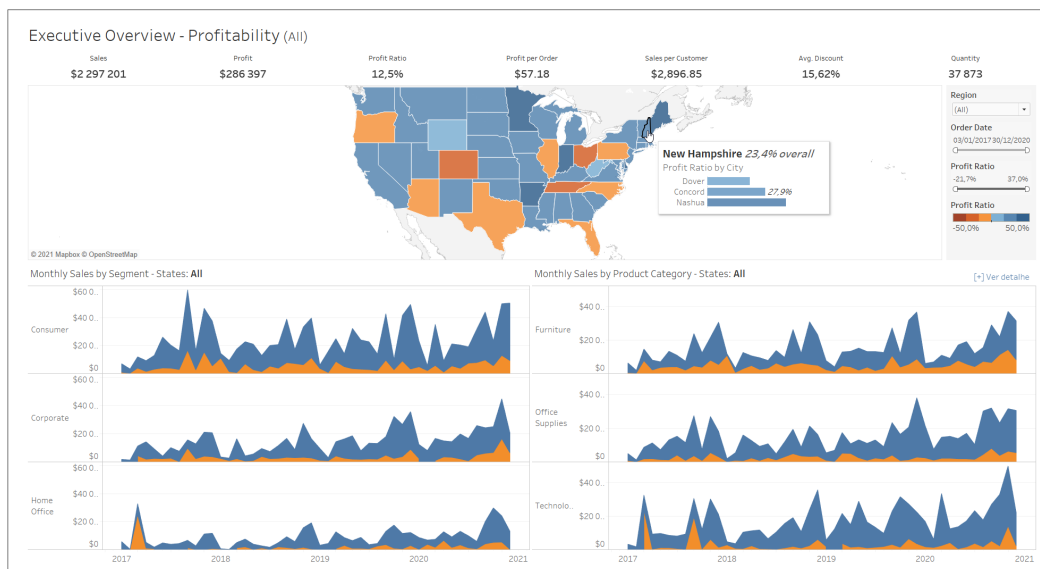 Executive Overview - Profitability (All)
Sales Profit Profit Ratio Profit per Order Sales per Customer Avg. Discount Quantity
$2 297 201 $286 397 12,5% $57.18 $2,896.85 15,62% 37 873
Region
(All)
Order Date
03/01/2017 30/12/2020
Profit Ratio
-21,7% 37,0%
Profit Ratio
-50,0% 50,0%
New Hampshire 23,4% overall
Profit Ratio by City
Dover
Concord 27,9%
Nashua
© 2021 Mapbox © OpenStreetMap
Monthly Sales by Segment - States: All
$60 0..
$40 0..
Consumer
$20 0..
$0
$60 0..
$40 0..
Corporate
$20 0..
$0
$60 0..
$40 0..
Home
Office
$20 0..
$0
2017 2018 2019 2020 2021
Monthly Sales by Product Category - States: All
[+] Ver detalhe
$40 0..
Furniture
$20 0..
$0
$40 0..
Office
Supplies
$20 0..
$0
$40 0..
Technolo..
$20 0..
$0
2017 2018 2019 2020 2021